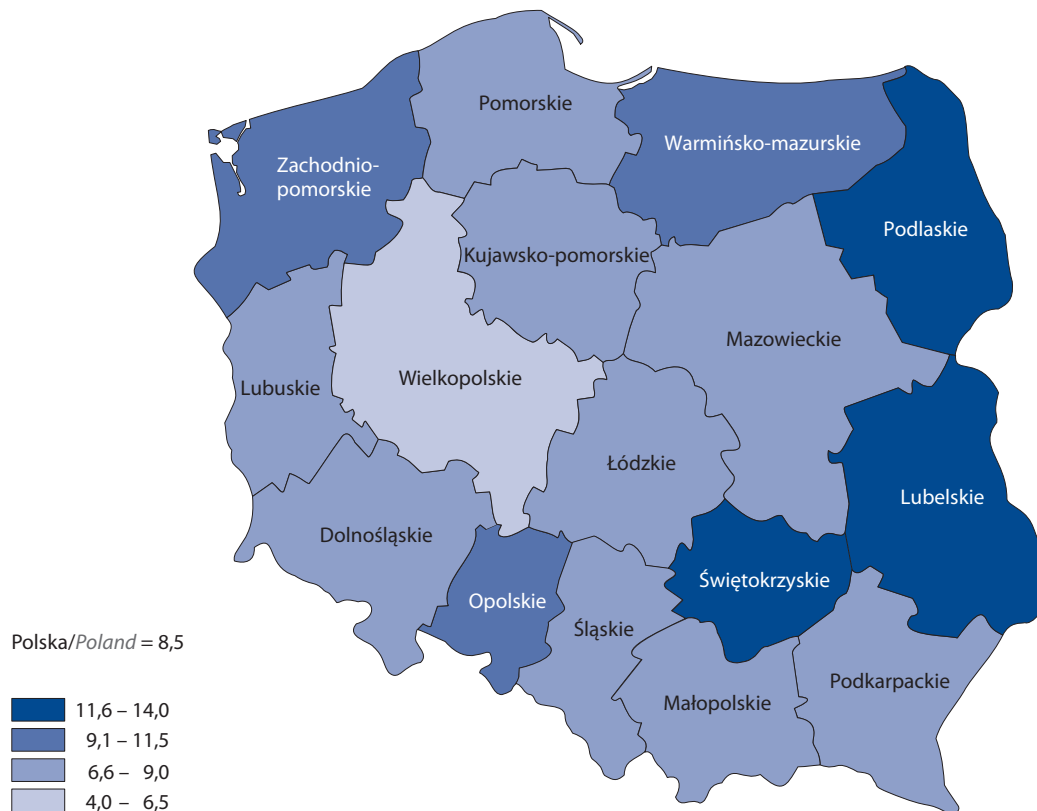 Pomorskie
Warmińsko-mazurskie
Zachodnio-
pomorskie
Podlaskie
Kujawsko-pomorskie
Mazowieckie
Lubuskie
Wielkopolskie
Łódzkie
Lubelskie
Dolnośląskie
Świętokrzyskie
Opolskie
Śląskie
Podkarpackie
Małopolskie
Polska/Poland = 8,5
11,6 – 14,0
9,1 – 11,5
6,6 – 9,0
4,0 – 6,5